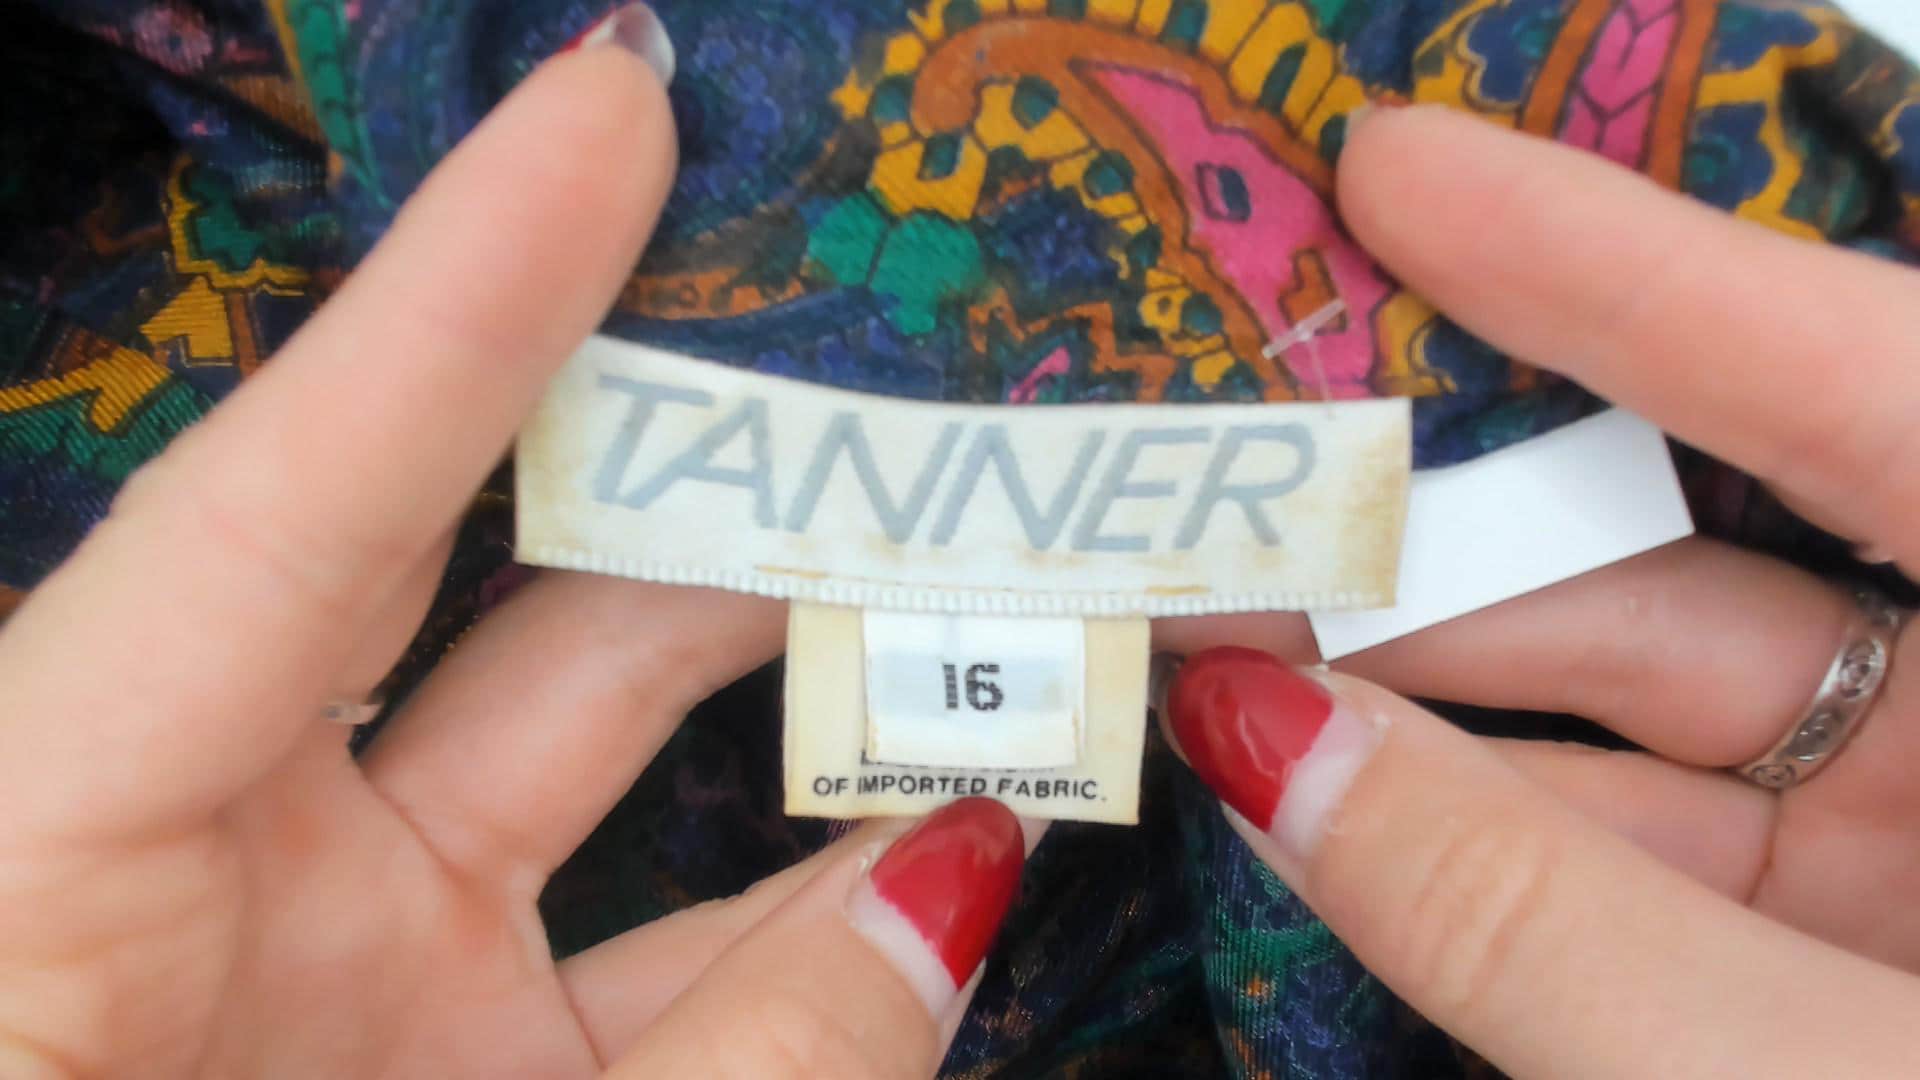 TANNER
16
OF IMPORTED FABRIC.